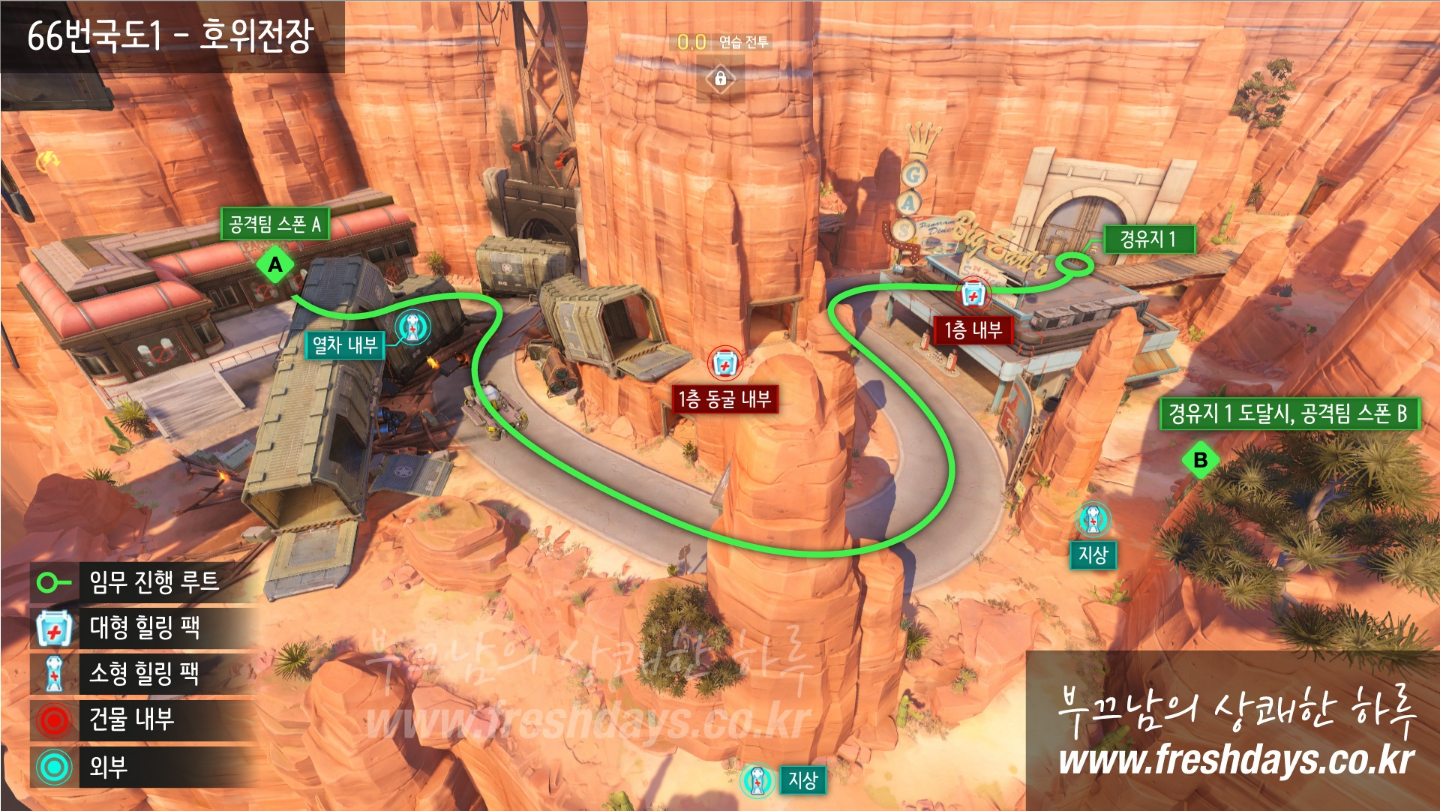 66번국도1 - 호위전장
0.0 연습 전투
공격팀 스폰 A
A
열차 내부
1층 동굴 내부
GAS
Panorama
Diner
Big Earl's
1층 내부
경유지 1
경유지 1 도달시, 공격팀 스폰 B
B
지상
지상
임무 진행 루트
대형 힐링 팩
소형 힐링 팩
건물 내부
외부
부끄남의 상쾌한 하루
www.freshdays.co.kr
부끄남의 상쾌한 하루
www.freshdays.co.kr